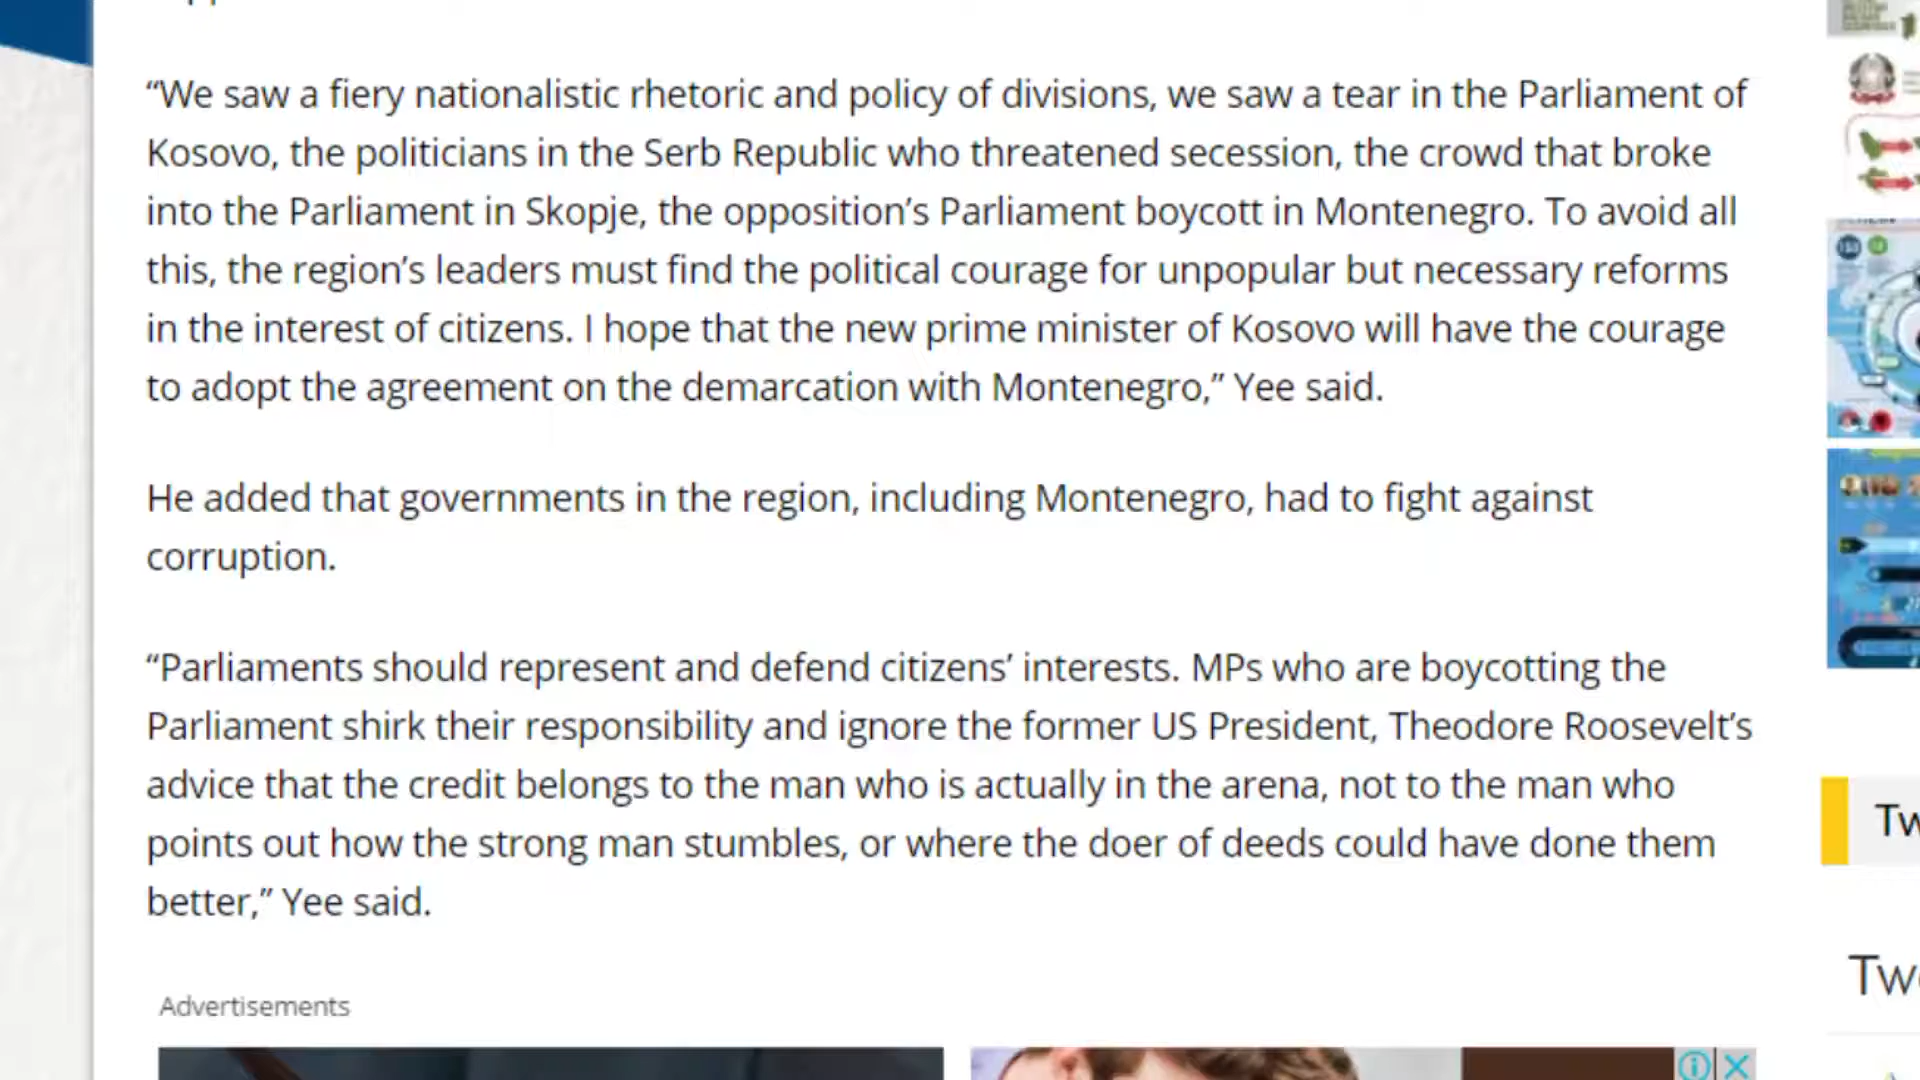 “We saw a fiery nationalistic rhetoric and policy of divisions, we saw a tear in the Parliament of
Kosovo, the politicians in the Serb Republic who threatened secession, the crowd that broke
into the Parliament in Skopje, the opposition’s Parliament boycott in Montenegro. To avoid all
this, the region’s leaders must find the political courage for unpopular but necessary reforms
in the interest of citizens. I hope that the new prime minister of Kosovo will have the courage
to adopt the agreement on the demarcation with Montenegro,” Yee said.
He added that governments in the region, including Montenegro, had to fight against
corruption.
“Parliaments should represent and defend citizens’ interests. MPs who are boycotting the
Parliament shirk their responsibility and ignore the former US President, Theodore Roosevelt’s
advice that the credit belongs to the man who is actually in the arena, not to the man who
points out how the strong man stumbles, or where the doer of deeds could have done them
better,” Yee said.
Advertisements
Tw
Tw